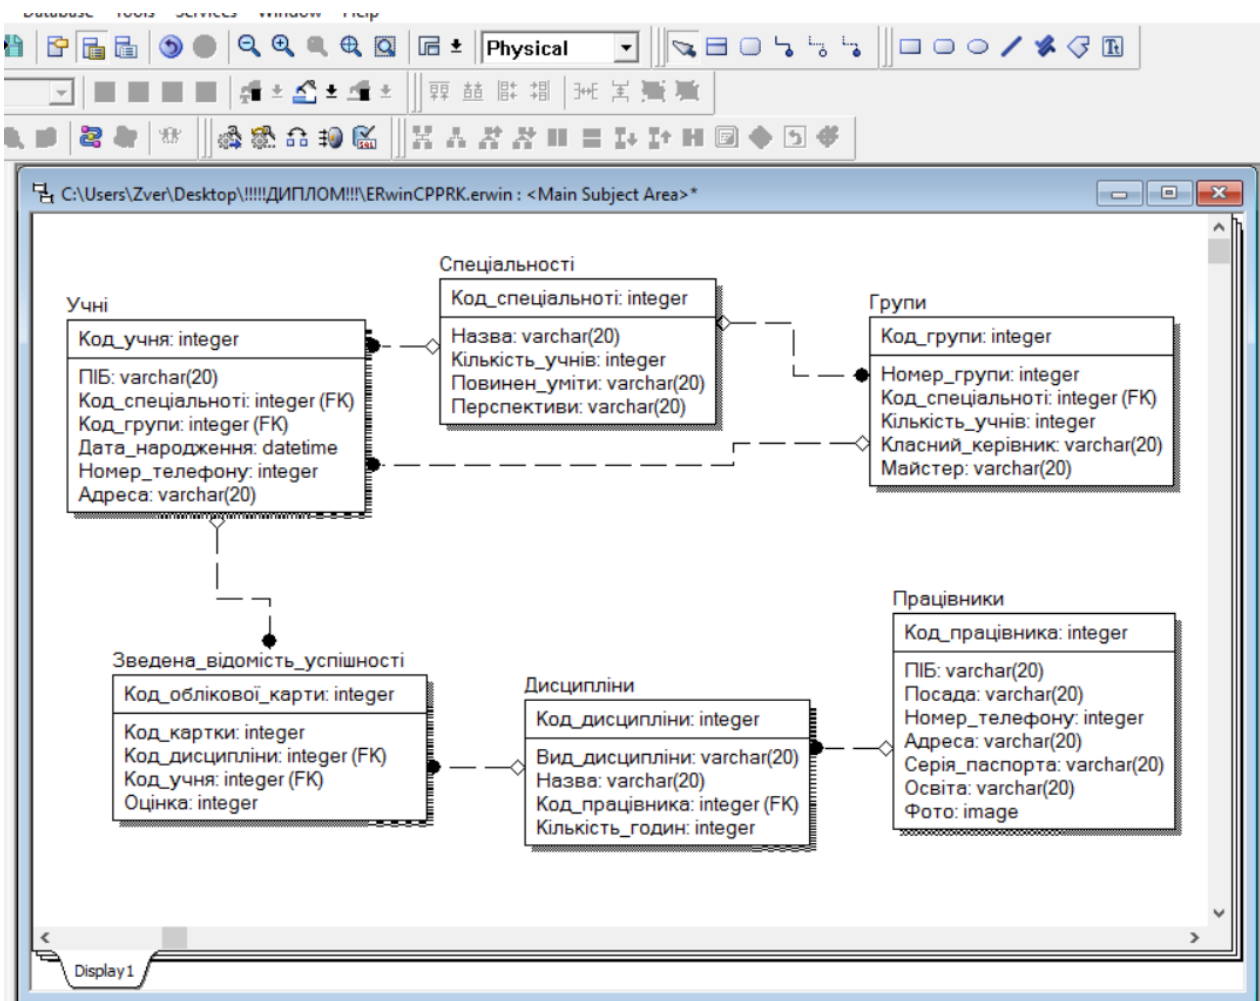 Database Tools Services Window Help
Physical
C:\Users\Zver\Desktop\!!!!!ДИПЛОМ!!!\ERwinCPPRK.erwin : <Main Subject Area>*
Спеціальності
Код_спеціальноті: integer
Назва: varchar(20)
Кількість_учнів: integer
Повинен_уміти: varchar(20)
Перспективи: varchar(20)
Учні
Код_учня: integer
ПІБ: varchar(20)
Код_спеціальноті: integer (FK)
Код_групи: integer (FK)
Дата_народження: datetime
Номер_телефону: integer
Адреса: varchar(20)
Групи
Код_групи: integer
Номер_групи: integer
Код_спеціальноті: integer (FK)
Кількість_учнів: integer
Класний_керівник: varchar(20)
Майстер: varchar(20)
Зведена_відомість_успішності
Код_облікової_карти: integer
Код_картки: integer
Код_дисципліни: integer (FK)
Код_учня: integer (FK)
Оцінка: integer
Дисципліни
Код_дисципліни: integer
Вид_дисципліни: varchar(20)
Назва: varchar(20)
Код_працівника: integer (FK)
Кількість_годин: integer
Працівники
Код_працівника: integer
ПІБ: varchar(20)
Посада: varchar(20)
Номер_телефону: integer
Адреса: varchar(20)
Серія_паспорта: varchar(20)
Освіта: varchar(20)
Фото: image
Display1